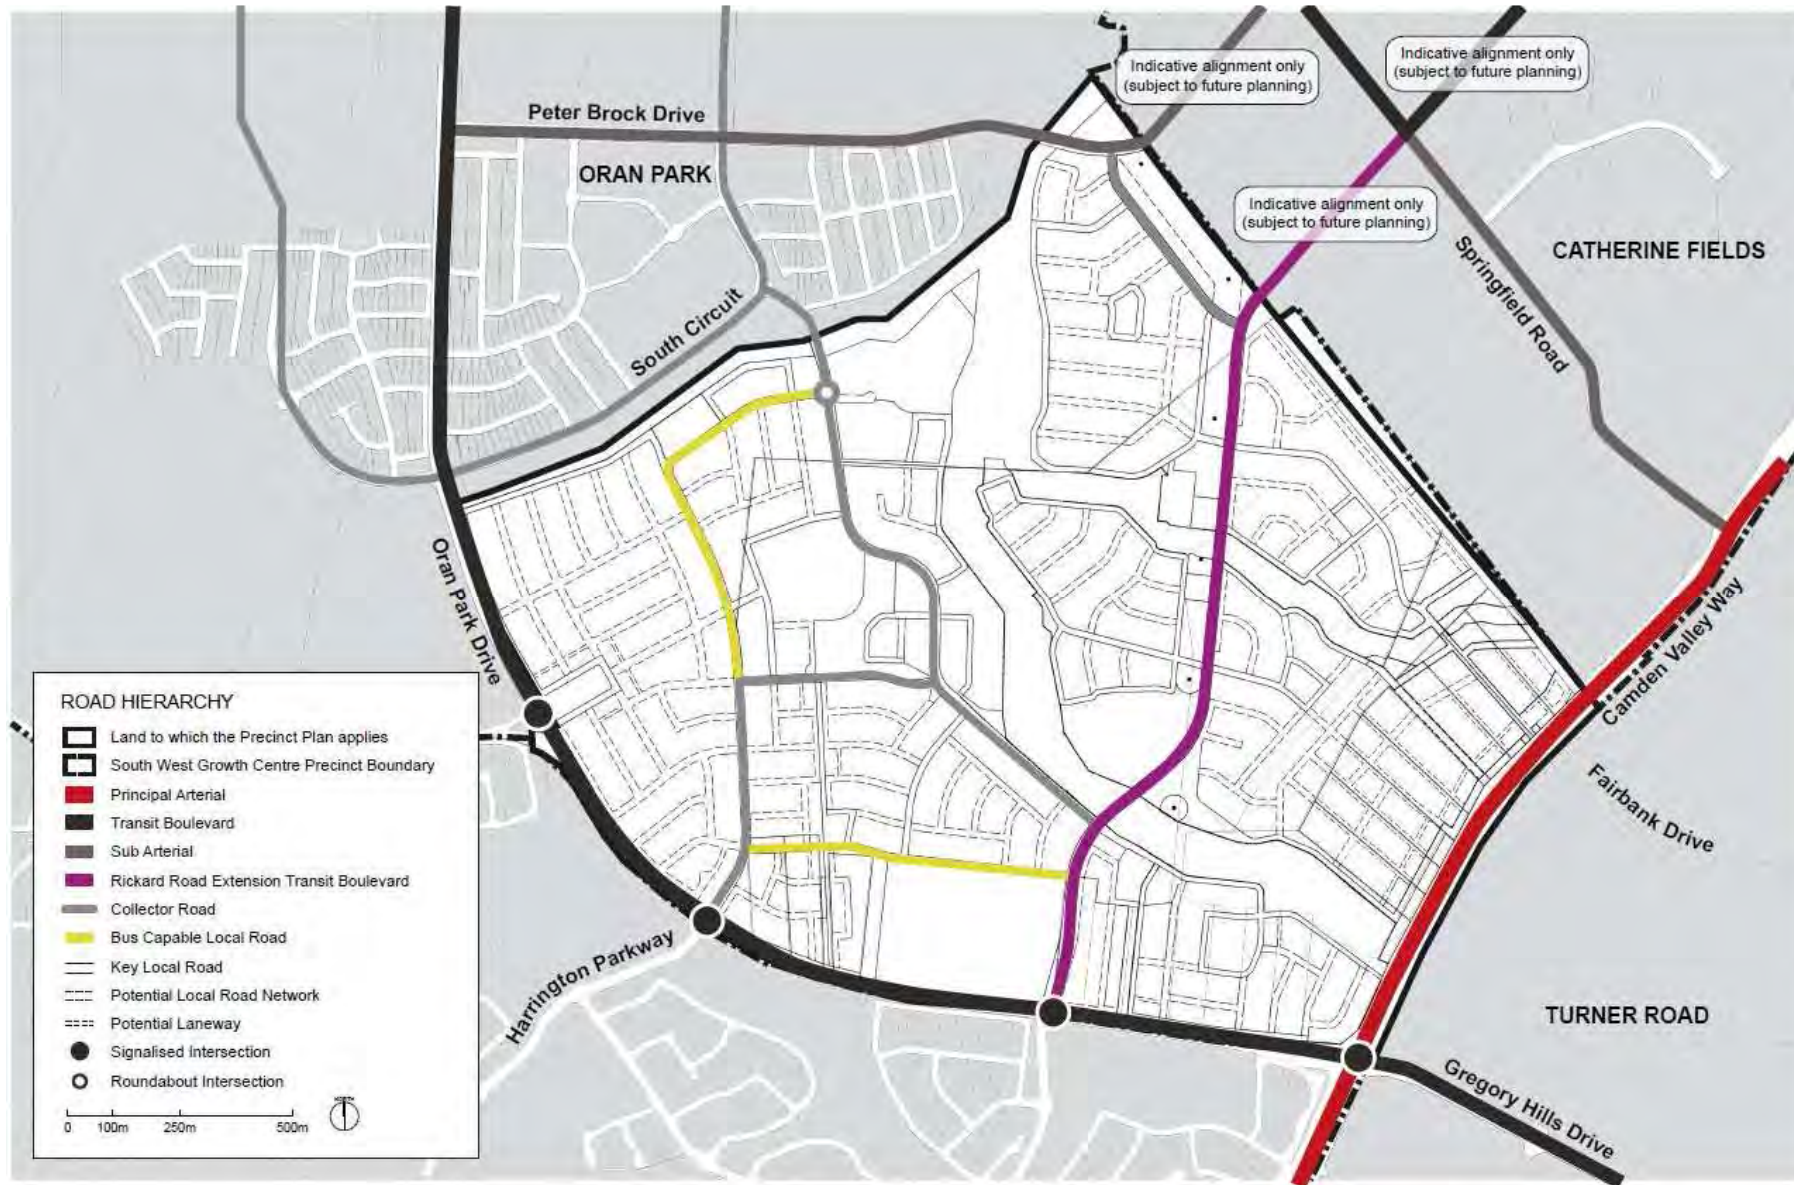 Indicative alignment only
(subject to future planning)
Indicative alignment only
(subject to future planning)
Peter Brock Drive
ORAN PARK
Indicative alignment only
(subject to future planning)
CATHERINE FIELDS
Springfield Road
South Circuit
Oran Park Drive
Camden Valley Way
Fairbank Drive
Harrington Parkway
TURNER ROAD
Gregory Hills Drive
ROAD HIERARCHY
Land to which the Precinct Plan applies
South West Growth Centre Precinct Boundary
Principal Arterial
Transit Boulevard
Sub Arterial
Rickard Road Extension Transit Boulevard
Collector Road
Bus Capable Local Road
Key Local Road
Potential Local Road Network
Potential Laneway
Signalised Intersection
Roundabout Intersection
NORTH
0 100m 250m 500m